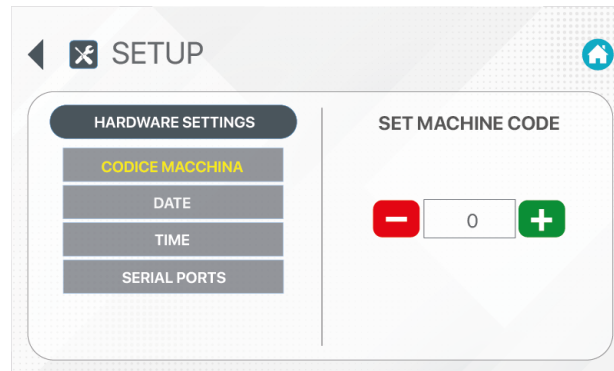 SETUP
HARDWARE SETTINGS
CODICE MACCHINA
DATE
TIME
SERIAL PORTS
SET MACHINE CODE
0